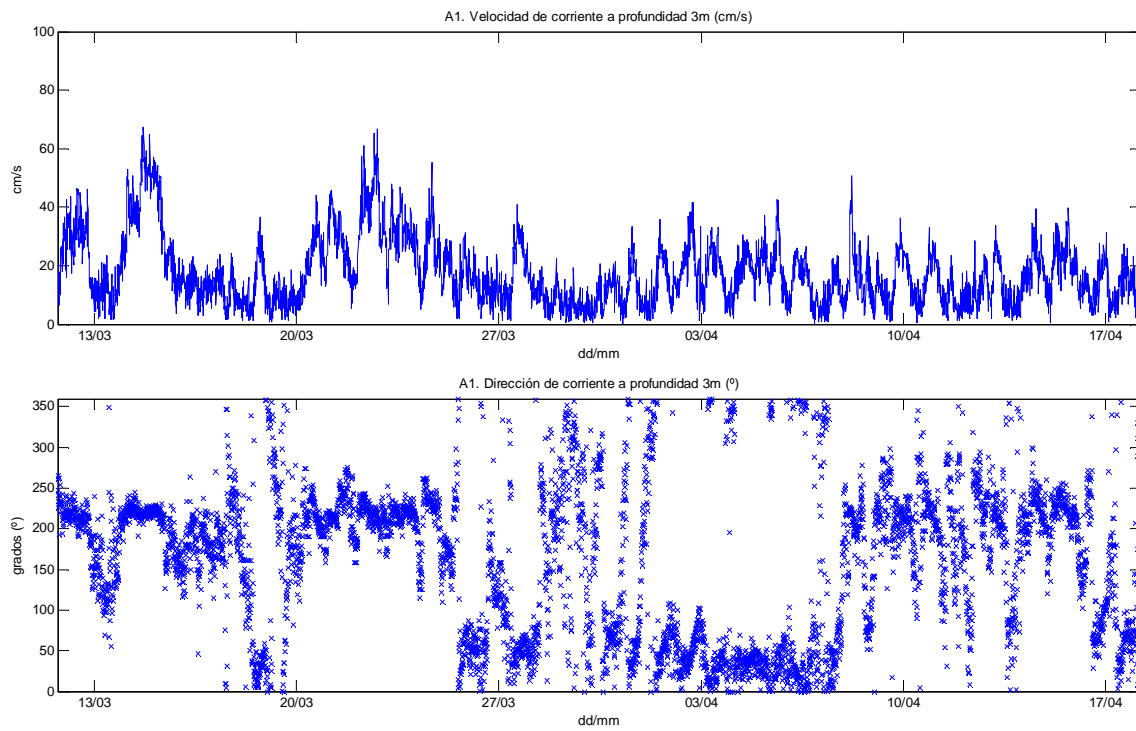 A1. Velocidad de corriente a profundidad 3m (cm/s)
100
80
60
40
20
0
cm/s
13/03 20/03 27/03 03/04 10/04 17/04
dd/mm
A1. Dirección de corriente a profundidad 3m (º)
350
300
250
200
150
100
50
0
grados (º)
13/03 20/03 27/03 03/04 10/04 17/04
dd/mm